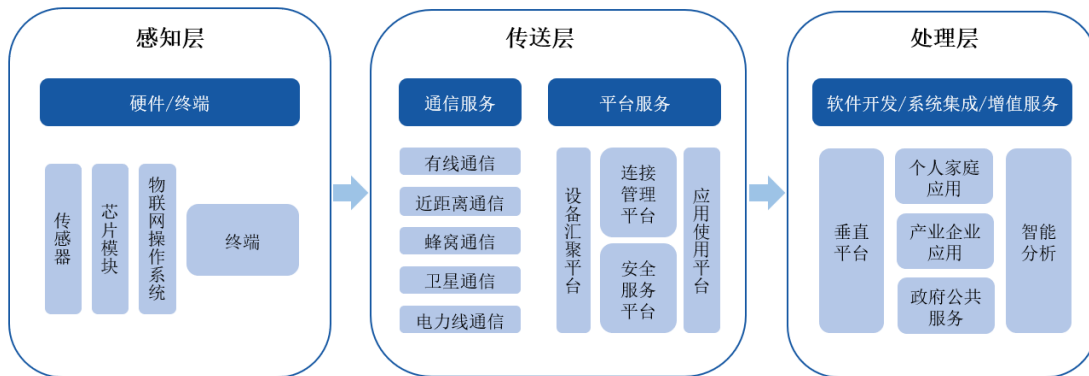 感知层
硬件/终端
传感器
芯片模块
物联网操作系统
终端
传送层
通信服务
有线通信
近距离通信
蜂窝通信
卫星通信
电力线通信
平台服务
设备汇聚平台
连接
管理
平台
安全
服务
平台
应用使用平台
处理层
软件开发/系统集成/增值服务
垂直
平台
个人家庭
应用
产业企业
应用
政府公共
服务
智能
分析